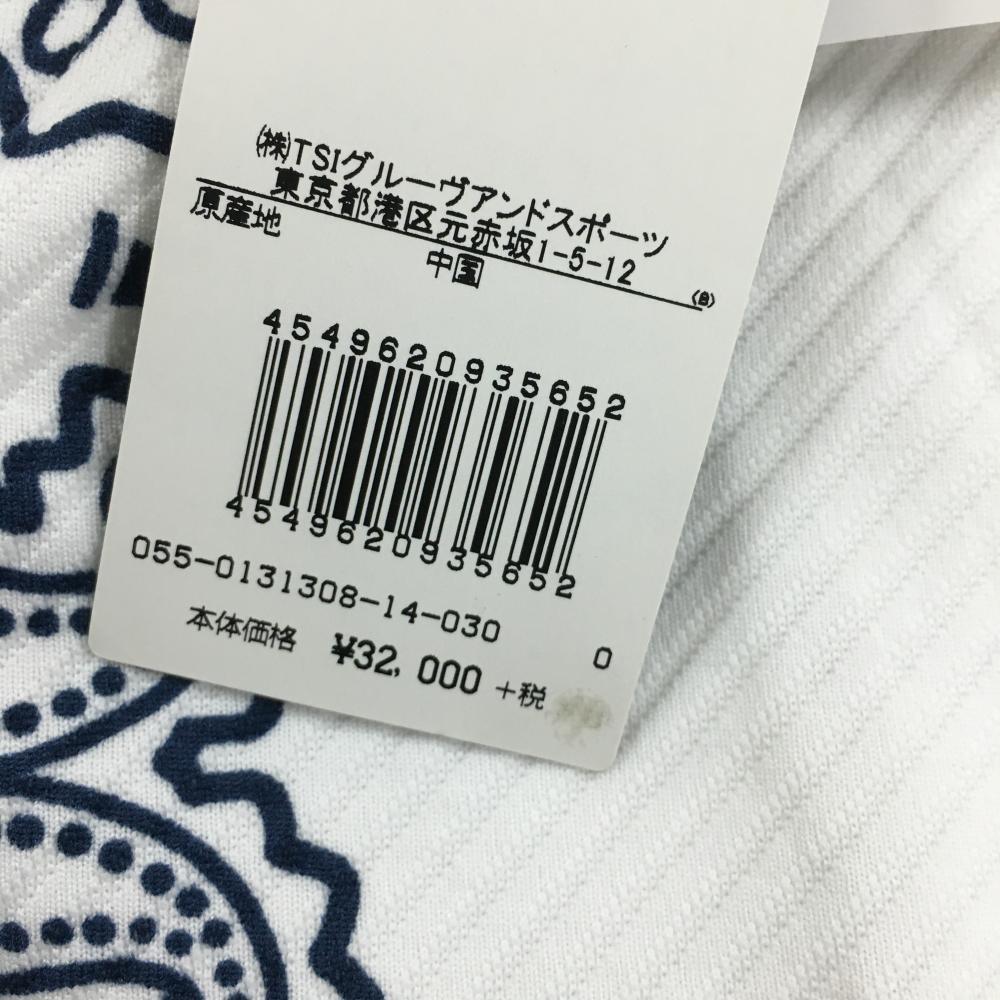 (株)TSIグルーヴアンドスポーツ
東京都港区元赤坂1-5-12
原産地
中国
(B)
4549620935652
4549620935652
055-0131308-14-030
0
本体価格 ¥32,000 +税